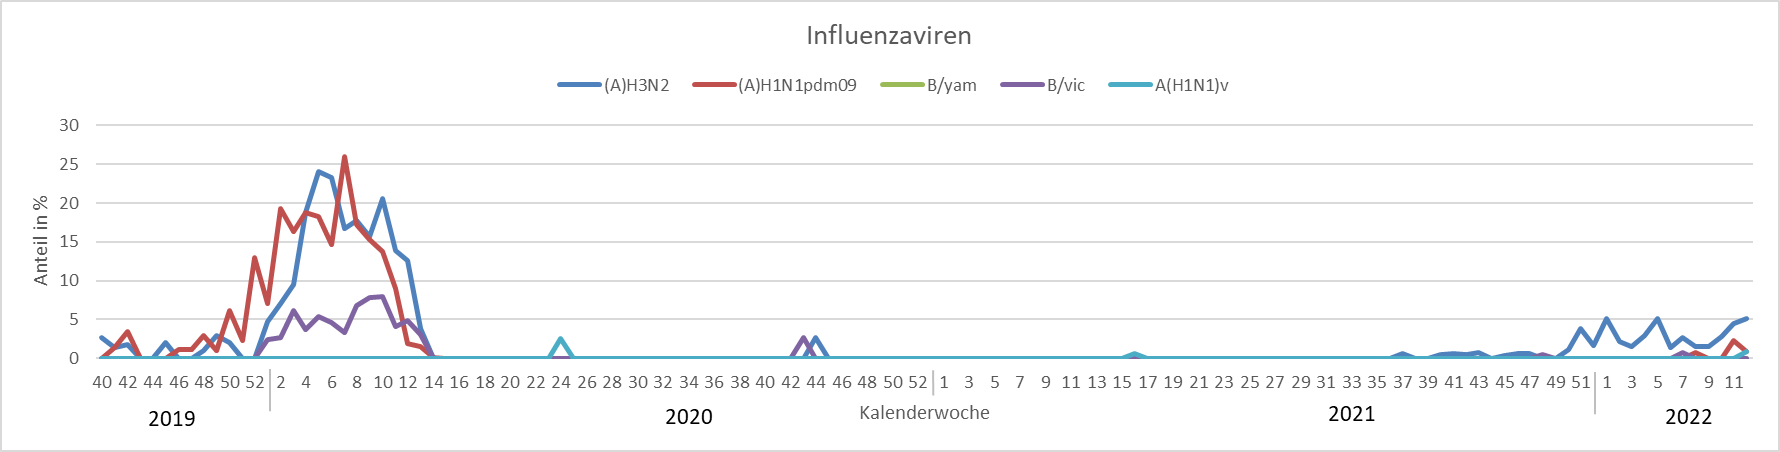 Influenzaviren
(A)H3N2 (A)H1N1pdm09 B/yam B/vic A(H1N1)v
Anteil in %
30
25
20
15
10
5
0
40 42 44 46 48 50 52 2 4 6 8 10 12 14 16 18 20 22 24 26 28 30 32 34 36 38 40 42 44 46 48 50 52 1 3 5 7 9 11 13 15 17 19 21 23 25 27 29 31 33 35 37 39 41 43 45 47 49 51 1 3 5 7 9 11
2019 2020 Kalenderwoche 2021 2022